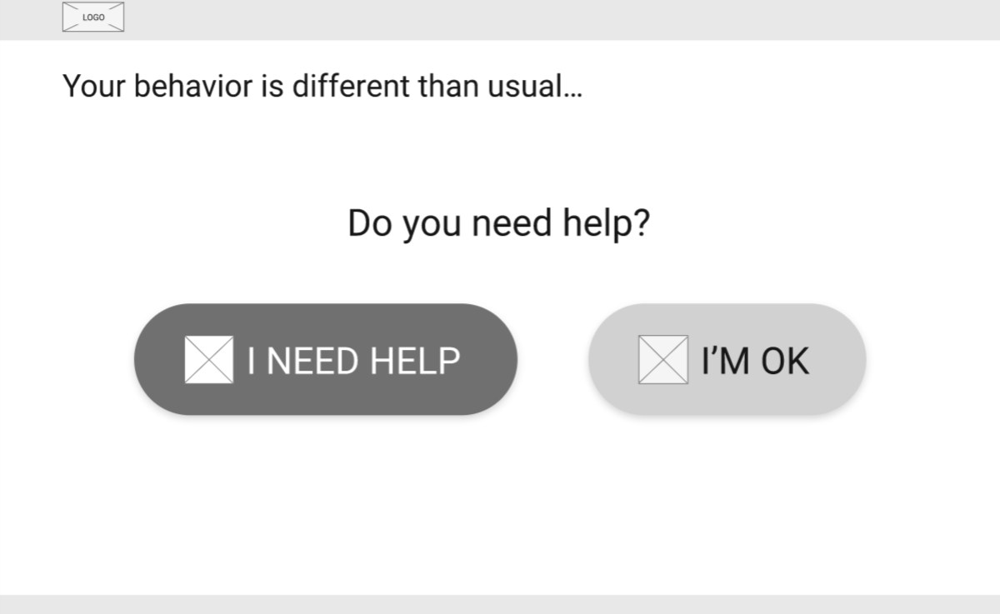 LOGO
Your behavior is different than usual...
Do you need help?
I NEED HELP
I’M OK